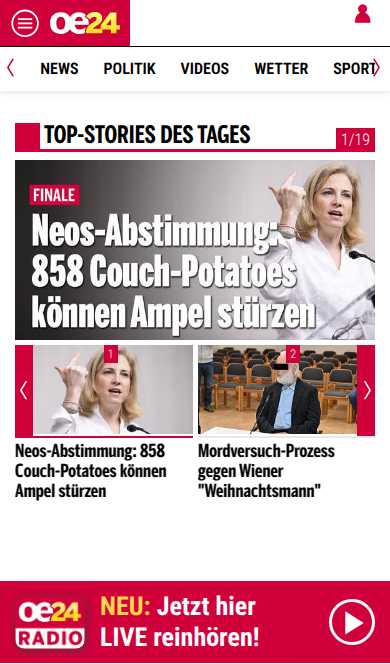 oe24
NEWS POLITIK VIDEOS WETTER SPORT
TOP-STORIES DES TAGES
1/19
FINALE
Neos-Abstimmung:
858 Couch-Potatoes
können Ampel stürzen
1
2
Neos-Abstimmung: 858
Couch-Potatoes können
Ampel stürzen
Mordversuch-Prozess
gegen Wiener
"Weihnachtsmann"
oe24
RADIO
NEU: Jetzt hier
LIVE reinhören!